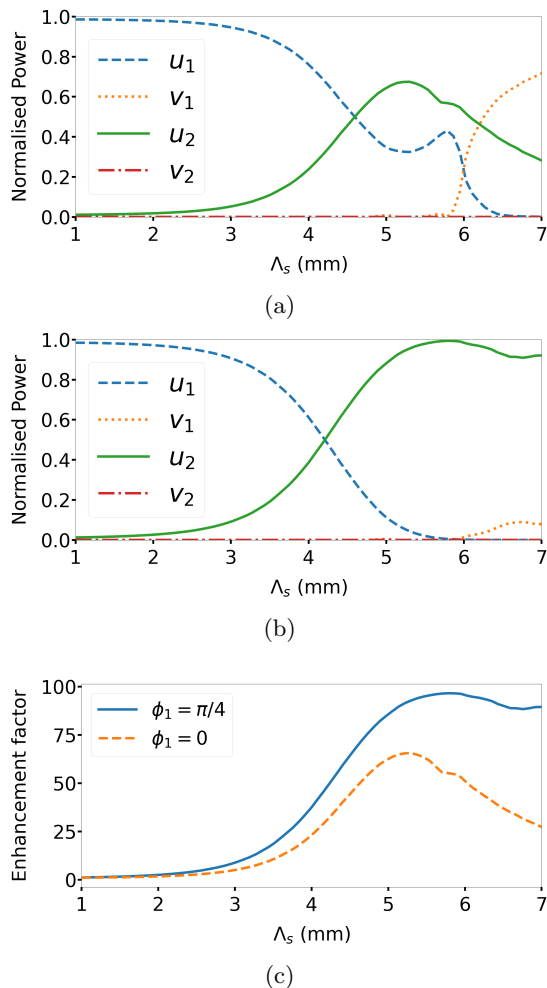 Normalised Power
1.0
0.8
0.6
0.4
0.2
0.0
u₁
v₁
u₂
v₂
1 2 3 4 5 6 7
Λₛ (mm)
(a)
Normalised Power
1.0
0.8
0.6
0.4
0.2
0.0
u₁
v₁
u₂
v₂
1 2 3 4 5 6 7
Λₛ (mm)
(b)
Enhancement factor
100
75
50
25
0
ϕ₁ = π/4
ϕ₁ = 0
1 2 3 4 5 6 7
Λₛ (mm)
(c)